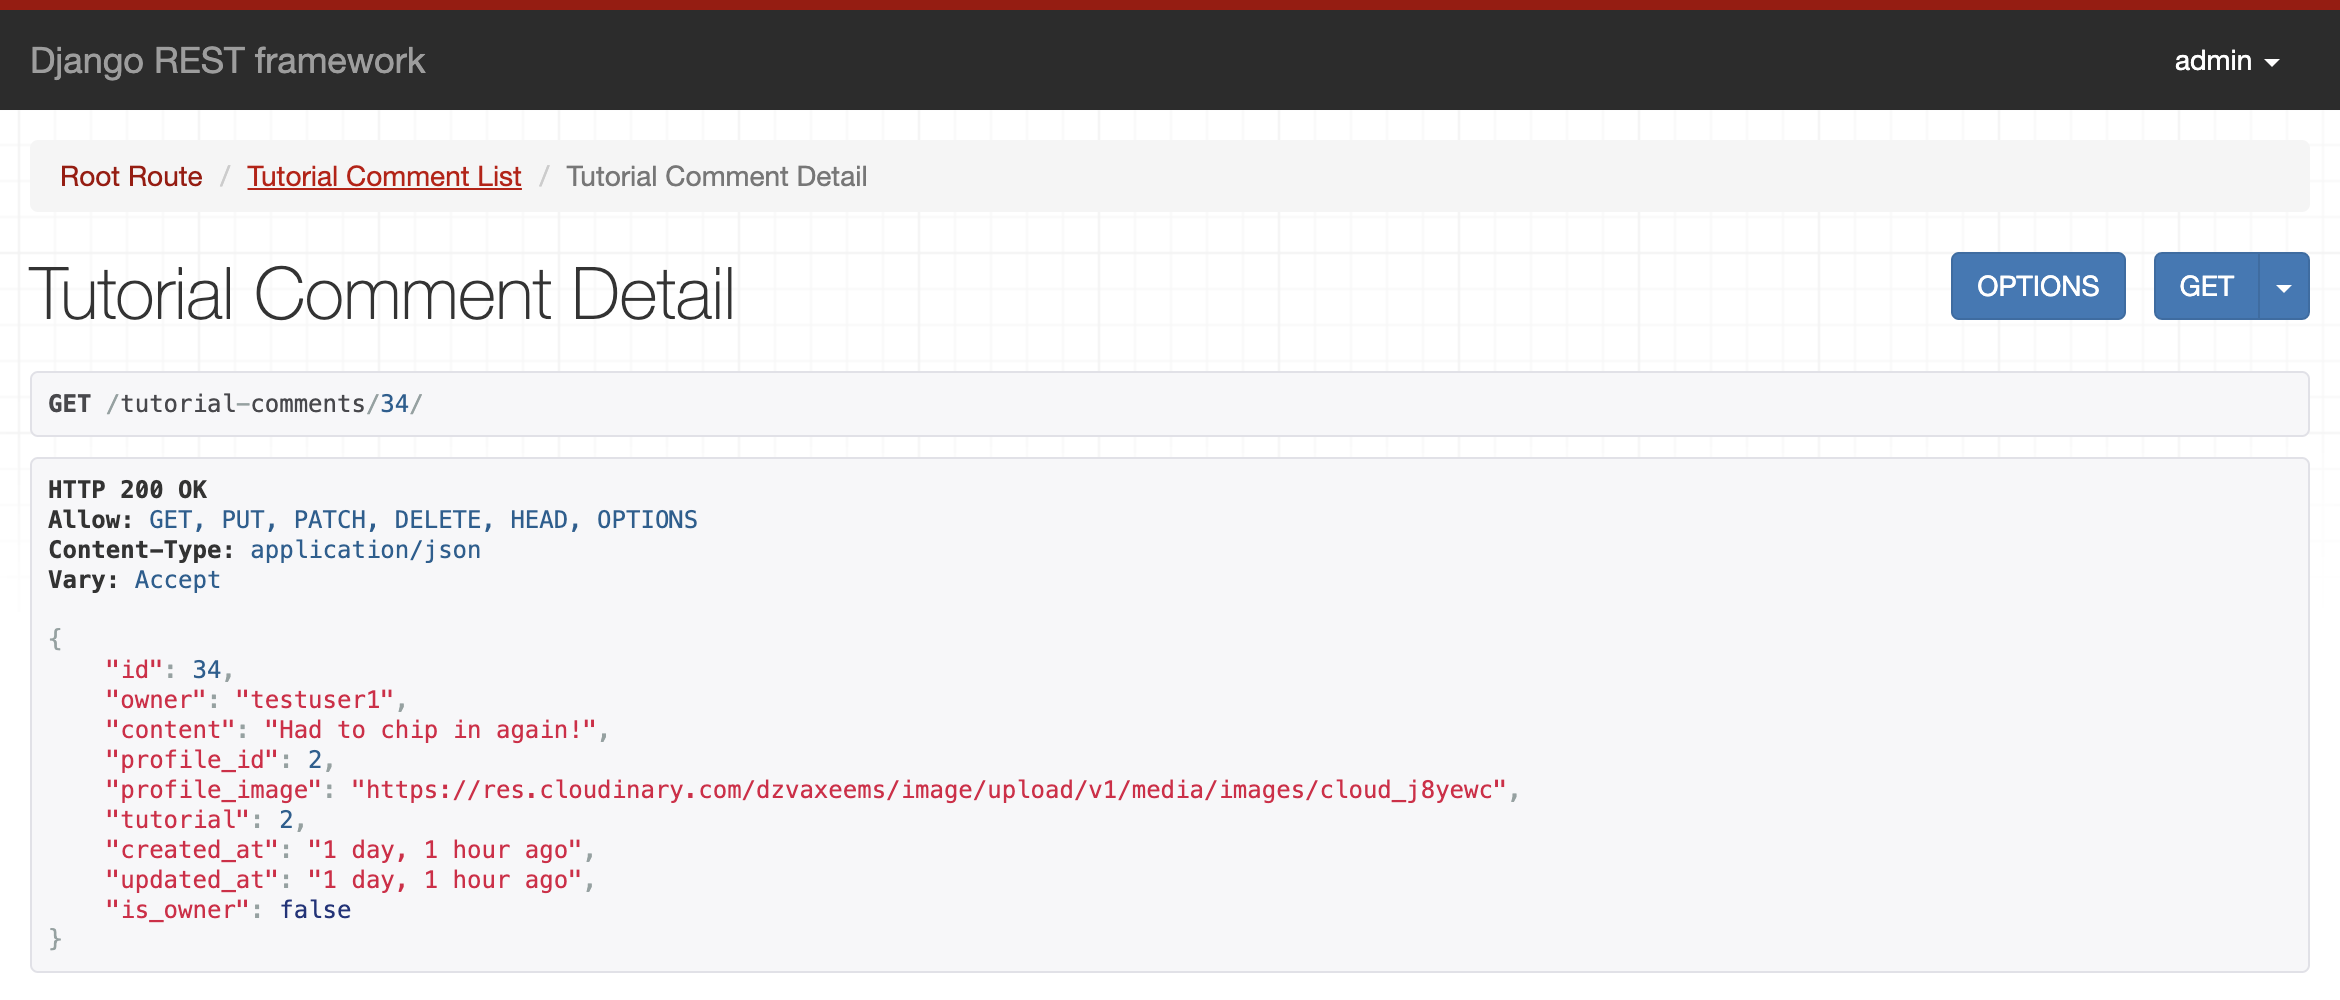 Django REST framework
admin
Root Route / Tutorial Comment List / Tutorial Comment Detail
Tutorial Comment Detail
OPTIONS
GET
GET /tutorial-comments/34/
HTTP 200 OK
Allow: GET, PUT, PATCH, DELETE, HEAD, OPTIONS
Content-Type: application/json
Vary: Accept
{
    "id": 34,
    "owner": "testuser1",
    "content": "Had to chip in again!",
    "profile_id": 2,
    "profile_image": "https://res.cloudinary.com/dzvaxeems/image/upload/v1/media/images/cloud_j8yewc",
    "tutorial": 2,
    "created_at": "1 day, 1 hour ago",
    "updated_at": "1 day, 1 hour ago",
    "is_owner": false
}